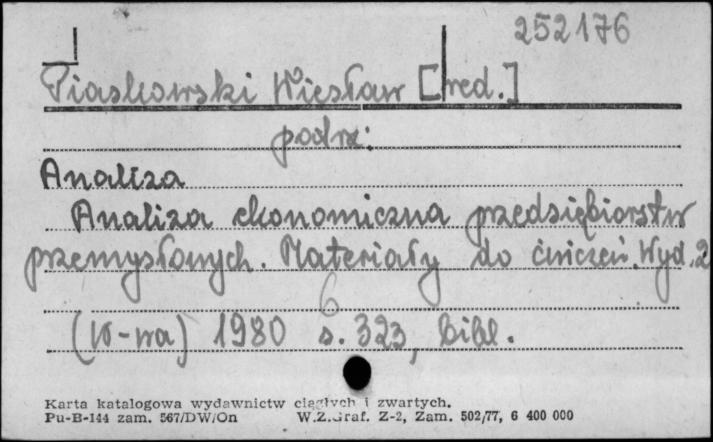 252176
Piaskowski Wiesław [red.]
podrz:
Analiza
Analiza ekonomiczna przedsiębiorstw
przemysłowych. Materiały do ćwiczeń. Wyd. 2
6
(W-wa) 1980 s. 323, bibl.
Karta katalogowa wydawnictw ciągłych i zwartych.
Pu-B-144 zam. 567/DW/On W.Z.Graf. Z-2, Zam. 502/77, 6 400 000